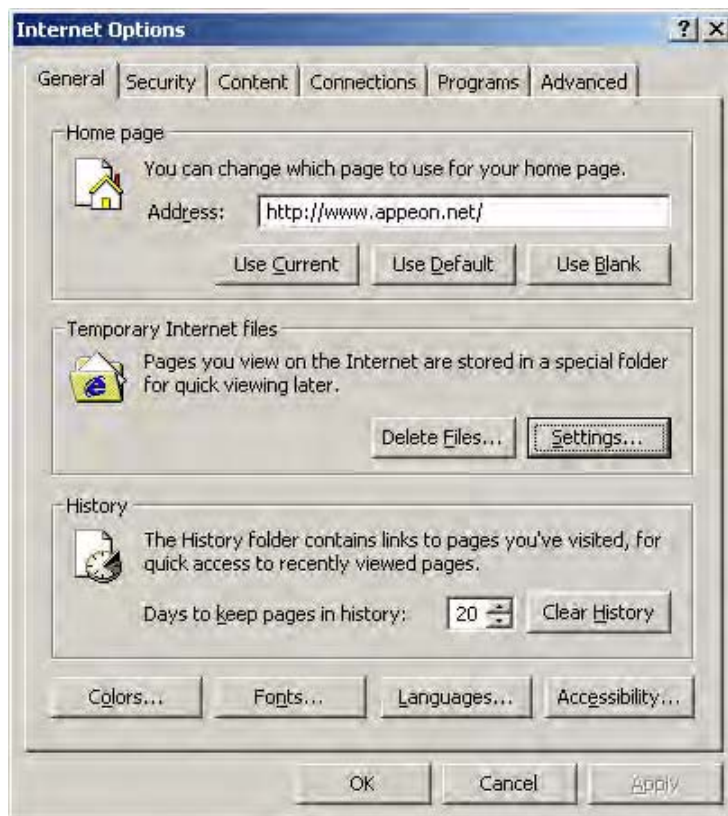 Internet Options
General Security Content Connections Programs Advanced
Home page
You can change which page to use for your home page.
Address: http://www.appeon.net/
Use Current Use Default Use Blank
Temporary Internet files
Pages you view on the Internet are stored in a special folder
for quick viewing later.
Delete Files... Settings...
History
The History folder contains links to pages you've visited, for
quick access to recently viewed pages.
Days to keep pages in history: 20 Clear History
Colors... Fonts... Languages... Accessibility...
OK Cancel Apply